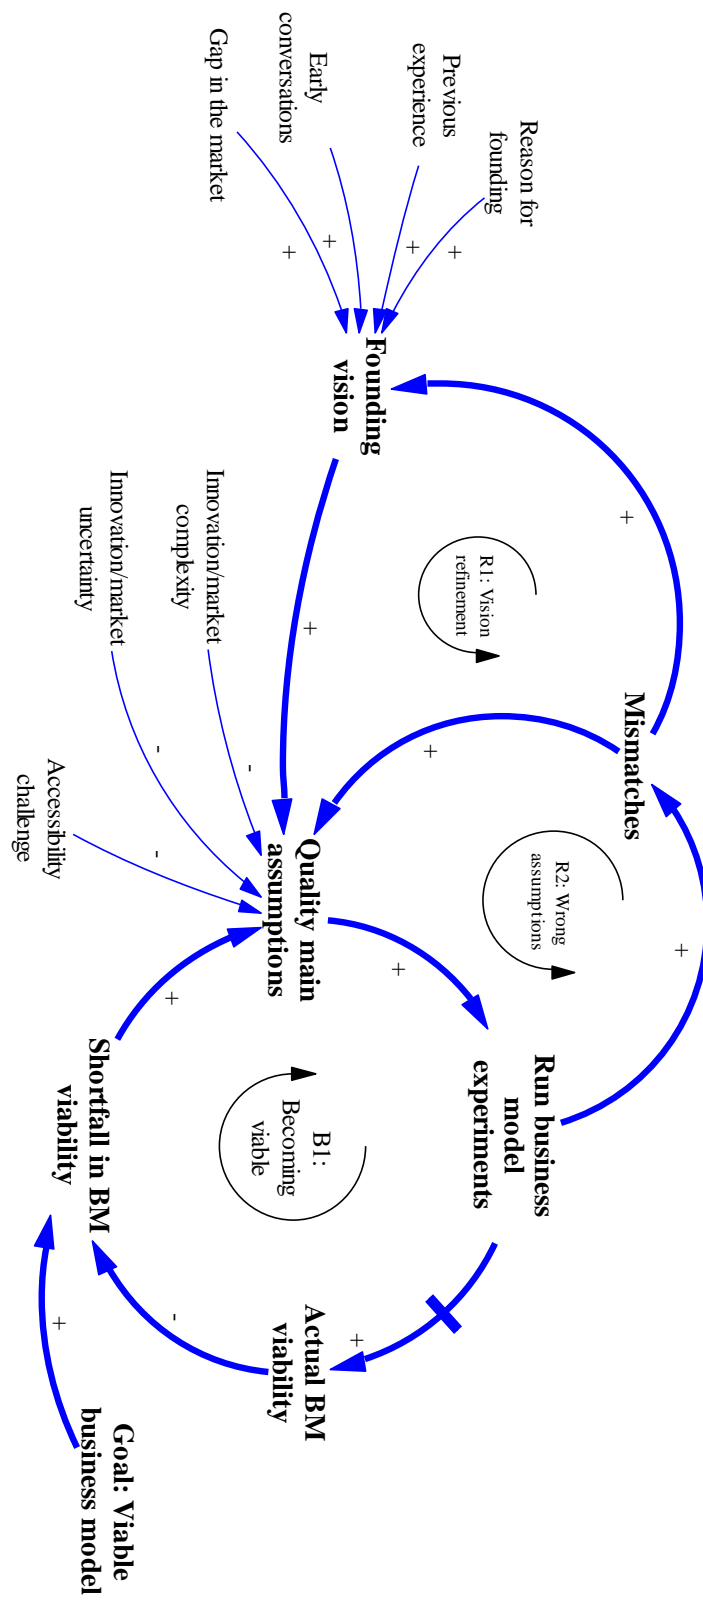 Reason for
founding
Previous
experience
Early
conversations
Gap in the market
+
+
+
+
Founding
vision
+
R1: Vision
refinement
+
Innovation/market
complexity
Innovation/market
uncertainty
Accessibility
challenge
-
-
-
Mismatches
+
R2: Wrong
assumptions
+
Quality main
assumptions
+
+
Run business
model
experiments
B1:
Becoming
viable
Shortfall in BM
viability
+
-
Actual BM
viability
+
Goal: Viable
business model